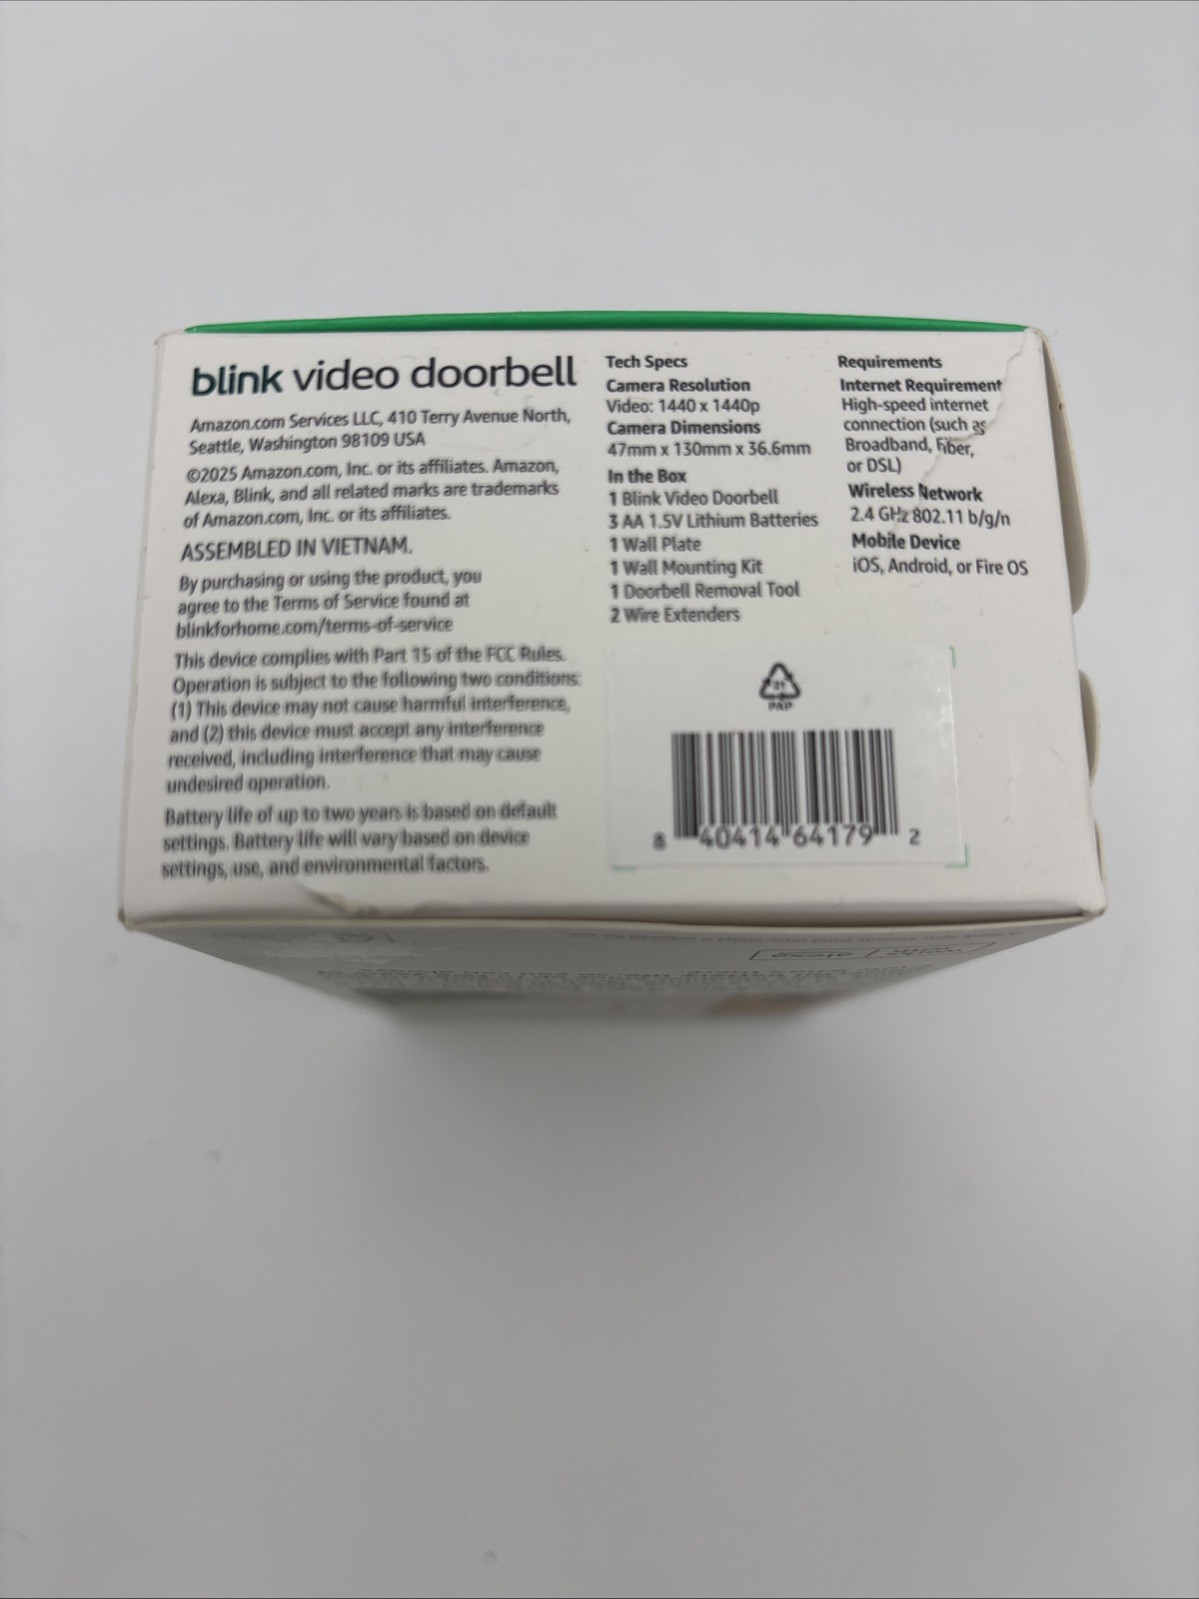 blink video doorbell
Amazon.com Services LLC, 410 Terry Avenue North,
Seattle, Washington 98109 USA
©2025 Amazon.com, Inc. or its affiliates. Amazon,
Alexa, Blink, and all related marks are trademarks
of Amazon.com, Inc. or its affiliates.
ASSEMBLED IN VIETNAM.
By purchasing or using the product, you
agree to the Terms of Service found at
blinkforhome.com/terms-of-service
This device complies with Part 15 of the FCC Rules.
Operation is subject to the following two conditions:
(1) This device may not cause harmful interference,
and (2) this device must accept any interference
received, including interference that may cause
undesired operation.
Battery life of up to two years is based on default
settings. Battery life will vary based on device
settings, use, and environmental factors.
Tech Specs
Camera Resolution
Video: 1440 x 1440p
Camera Dimensions
47mm x 130mm x 36.6mm
In the Box
1 Blink Video Doorbell
3 AA 1.5V Lithium Batteries
1 Wall Plate
1 Wall Mounting Kit
1 Doorbell Removal Tool
2 Wire Extenders
Requirements
Internet Requirement
High-speed internet
connection (such as
Broadband, Fiber,
or DSL)
Wireless Network
2.4 GHz 802.11 b/g/n
Mobile Device
iOS, Android, or Fire OS
21
PAP
8 40414 64179 2